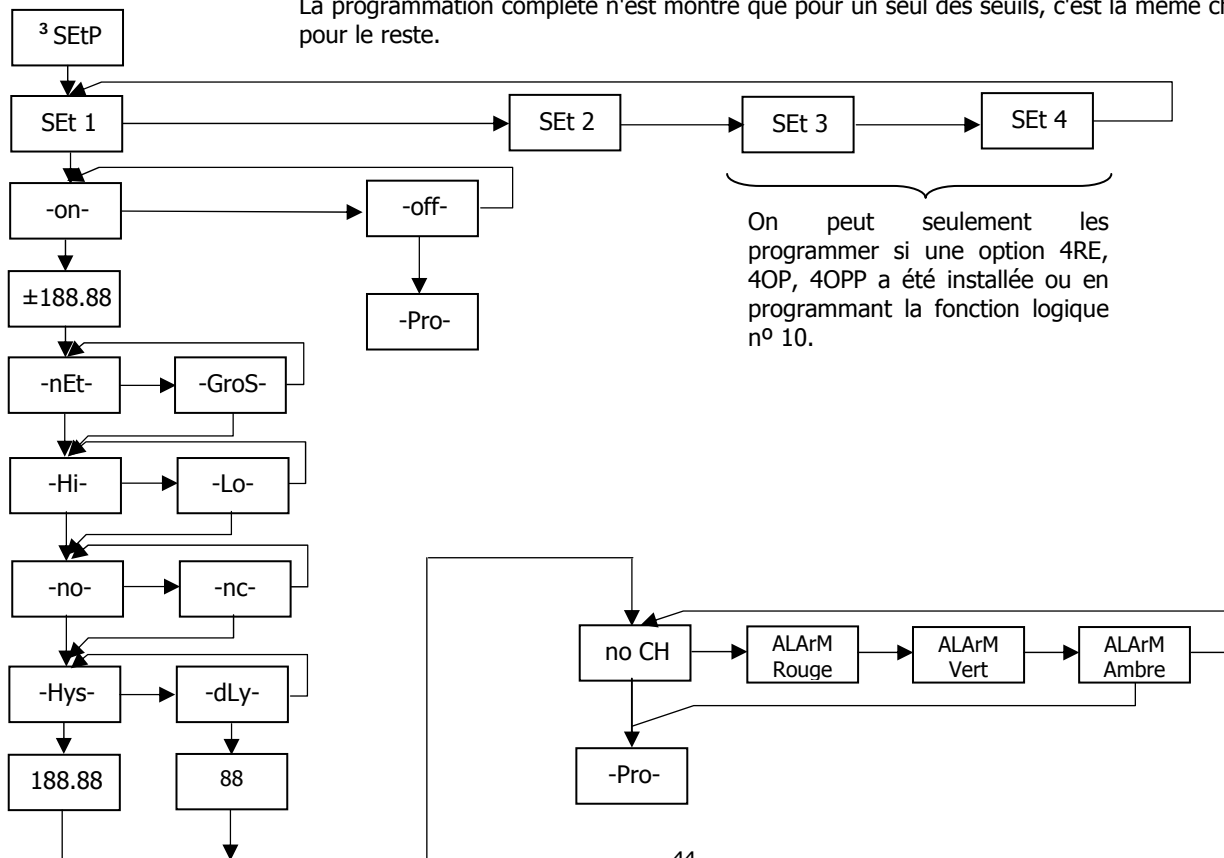 La programmation complète n'est montré que pour un seul des seuils, c'est la même
pour le reste.
³ SEtP
SEt 1
SEt 2
SEt 3
SEt 4
-on-
-off-
±188.88
-Pro-
On peut seulement les
programmer si une option 4RE,
4OP, 4OPP a été installée ou en
programmant la fonction logique
nº 10.
-nEt-
-GroS-
-Hi-
-Lo-
-no-
-nc-
no CH
ALArM
Rouge
ALArM
Vert
ALArM
Ambre
-Hys-
-dLy-
188.88
88
-Pro-
44